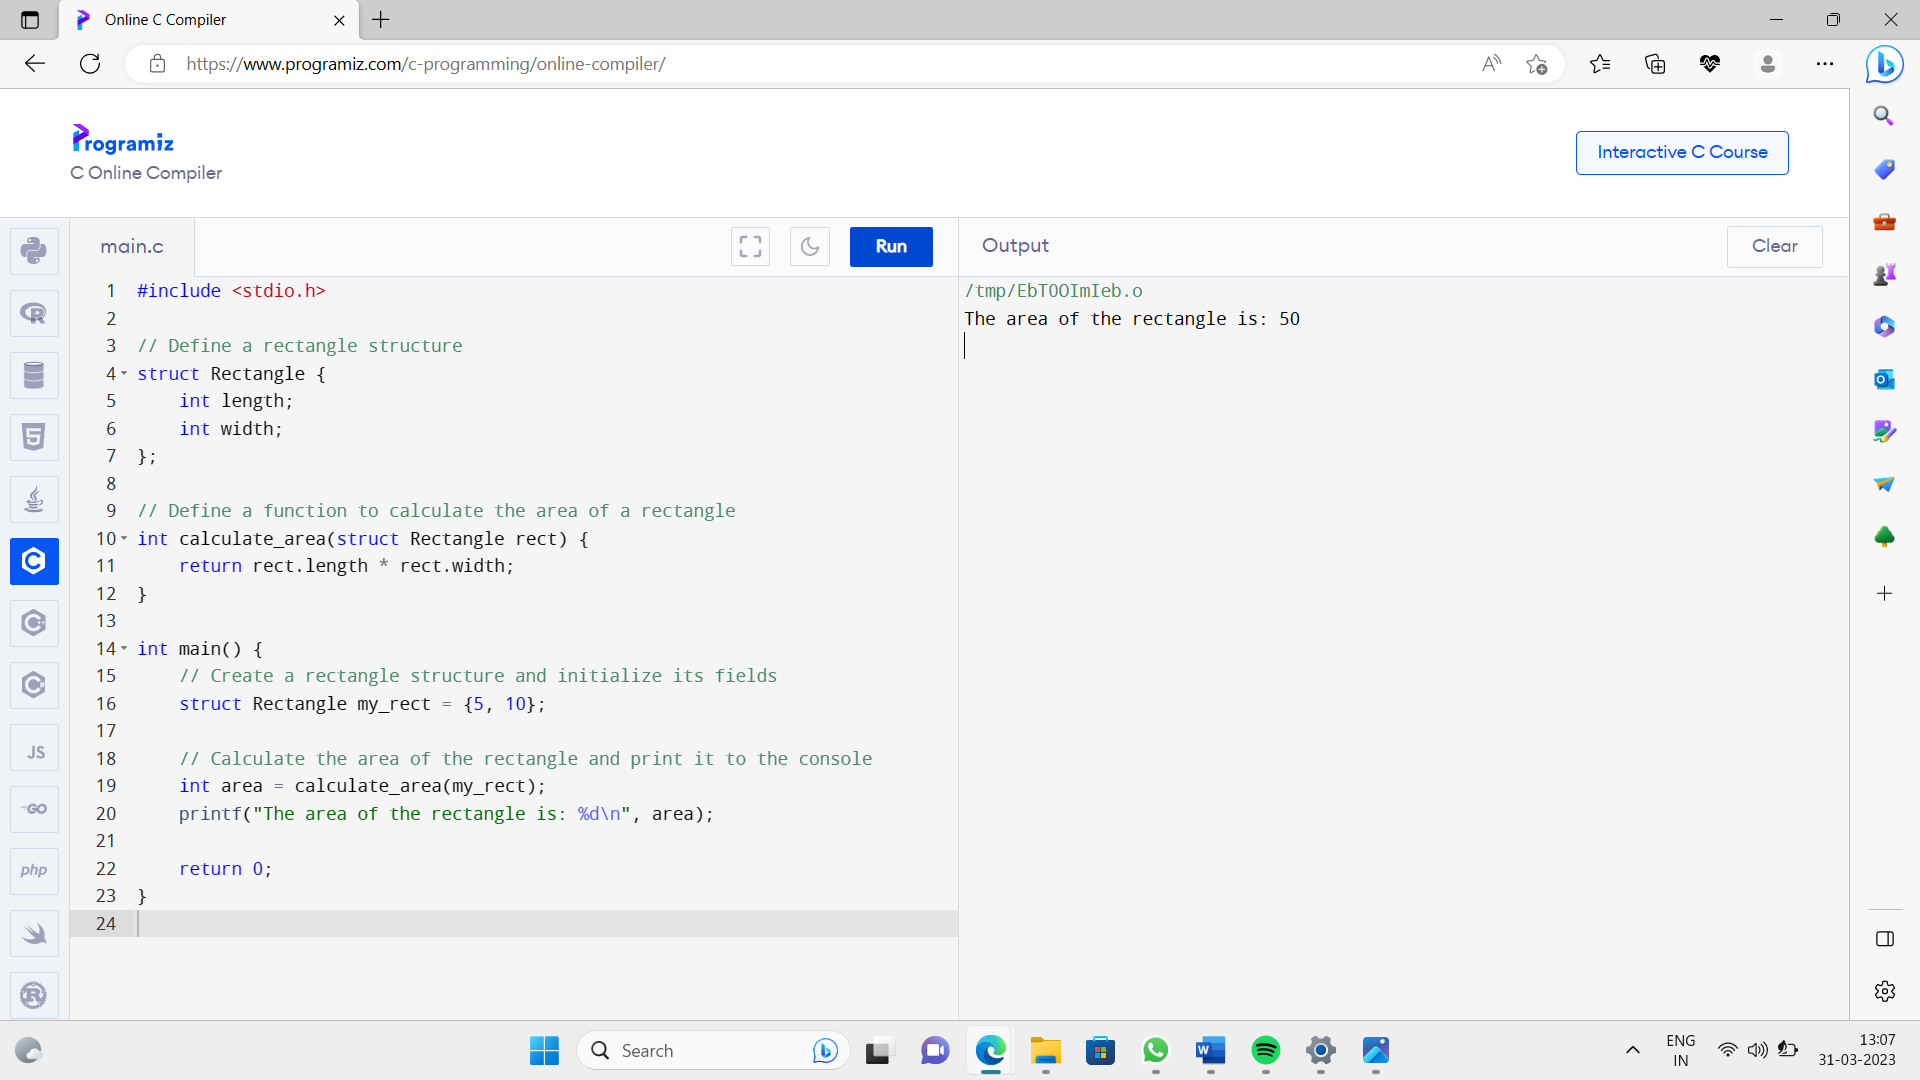 Online C Compiler
https://www.programiz.com/c-programming/online-compiler/
Programiz
C Online Compiler
Interactive C Course
main.c
Run
Output
Clear
1 #include <stdio.h>
2
3 // Define a rectangle structure
4 struct Rectangle {
5     int length;
6     int width;
7 };
8
9 // Define a function to calculate the area of a rectangle
10 int calculate_area(struct Rectangle rect) {
11     return rect.length * rect.width;
12 }
13
14 int main() {
15     // Create a rectangle structure and initialize its fields
16     struct Rectangle my_rect = {5, 10};
17
18     // Calculate the area of the rectangle and print it to the console
19     int area = calculate_area(my_rect);
20     printf("The area of the rectangle is: %d\n", area);
21
22     return 0;
23 }
24
/tmp/EbTOOImIeb.o
The area of the rectangle is: 50
JS
GO
php
Search
ENG
IN
13:07
31-03-2023